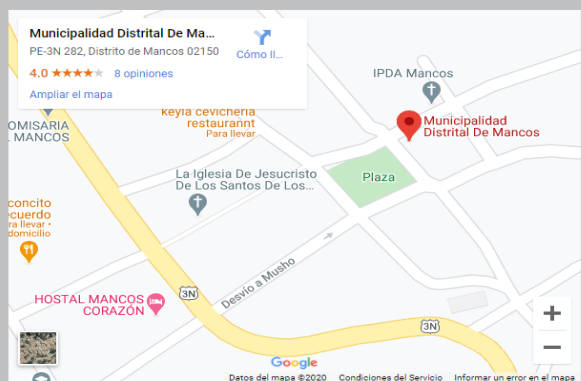 Municipalidad Distrital De Ma...
PE-3N 282, Distrito de Mancos 02150
Cómo ll...
4.0 ★★★★★ 8 opiniones
Ampliar el mapa
IPDA Mancos
keyla cevicheria
restaurannt
Para llevar
OMISARIA
MANCOS
Municipalidad
Distrital De Mancos
La Iglesia De Jesucristo
De Los Santos De Los...
Plaza
concito
ecuerdo
ra llevar •
domicilio
Desvío a Musho
3N
HOSTAL MANCOS
CORAZÓN
3N
+
−
Google
Datos del mapa ©2020 Condiciones del Servicio Informar un error en el mapa